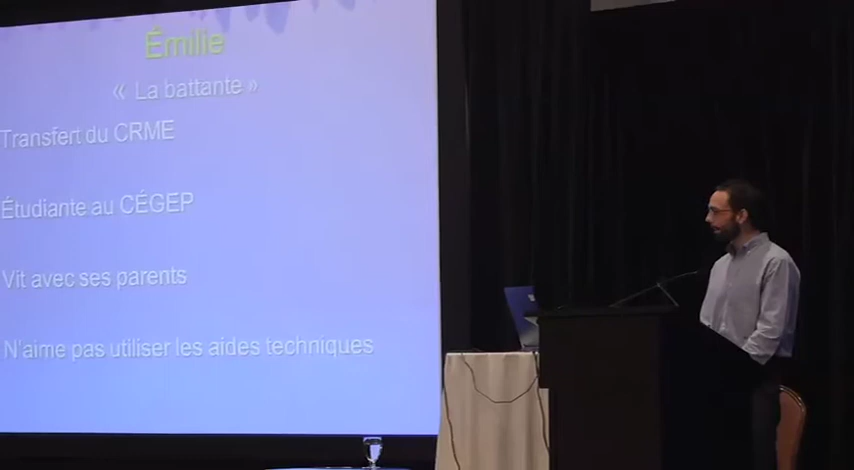 Émilie
« La battante »
Transfert du CRME
Étudiante au CÉGEP
Vit avec ses parents
N'aime pas utiliser les aides techniques